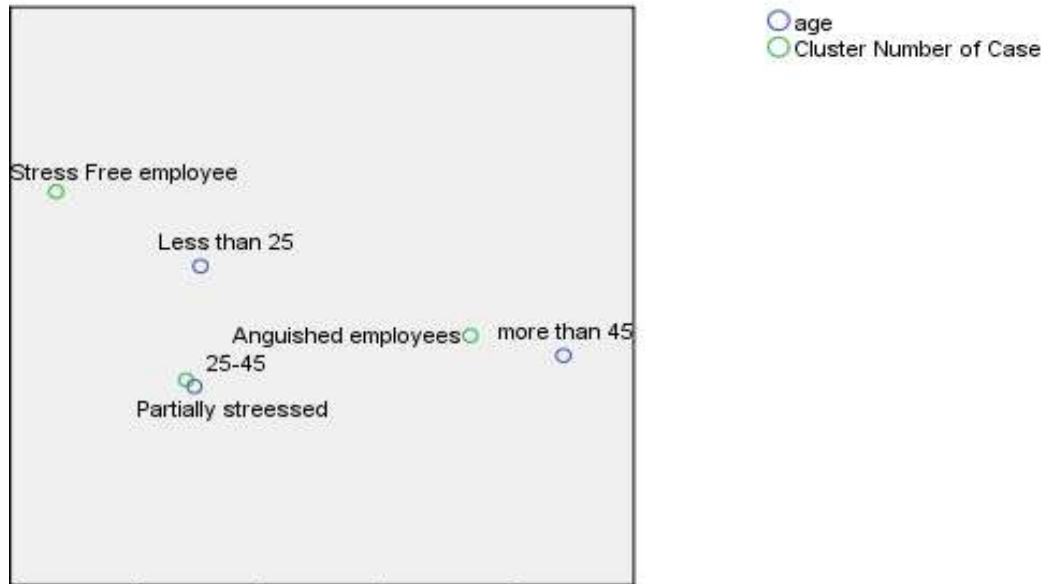 age
Cluster Number of Case
Stress Free employee
Less than 25
Anguished employees
more than 45
25-45
Partially streessed